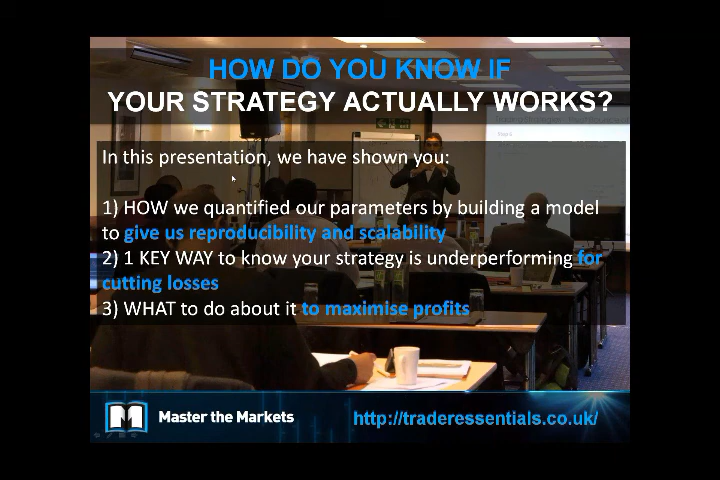 HOW DO YOU KNOW IF
YOUR STRATEGY ACTUALLY WORKS?
In this presentation, we have shown you:
1) HOW we quantified our parameters by building a model
to give us reproducibility and scalability
2) 1 KEY WAY to know your strategy is underperforming for
cutting losses
3) WHAT to do about it to maximise profits
Master the Markets
http://traderessentials.co.uk/